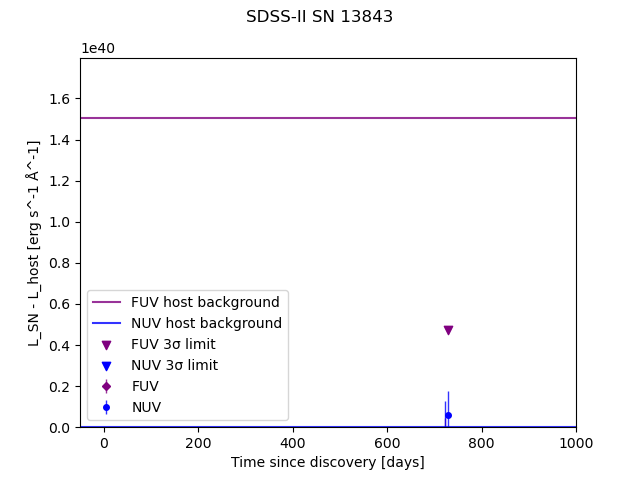 SDSS-II SN 13843
1e40
1.6
1.4
1.2
1.0
0.8
0.6
0.4
0.2
0.0
L_SN - L_host [erg s^-1 Å^-1]
FUV host background
NUV host background
FUV 3σ limit
NUV 3σ limit
FUV
NUV
0 200 400 600 800 1000
Time since discovery [days]